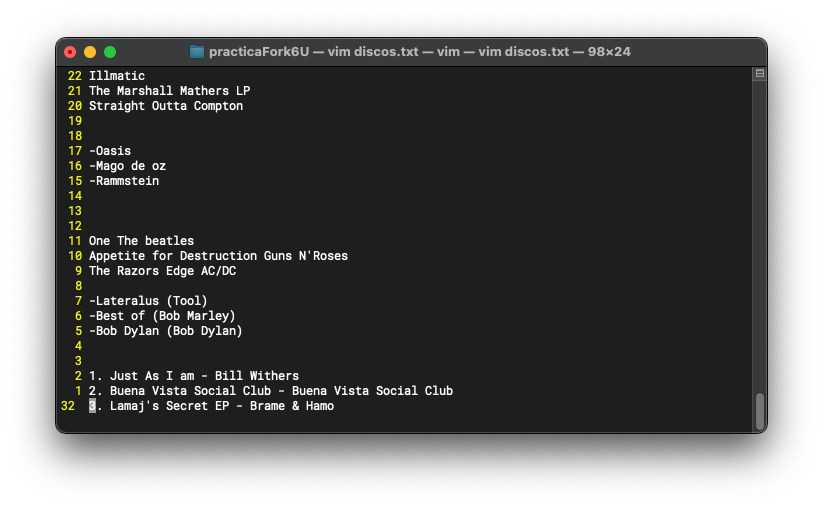 practicaFork6U — vim discos.txt — vim — vim discos.txt — 98×24
22 Illmatic
21 The Marshall Mathers LP
20 Straight Outta Compton
19
18
17 -Oasis
16 -Mago de oz
15 -Rammstein
14
13
12
11 One The beatles
10 Appetite for Destruction Guns N'Roses
9 The Razors Edge AC/DC
8
7 -Lateralus (Tool)
6 -Best of (Bob Marley)
5 -Bob Dylan (Bob Dylan)
4
3
2 1. Just As I am - Bill Withers
1 2. Buena Vista Social Club - Buena Vista Social Club
32 3. Lamaj's Secret EP - Brame & Hamo